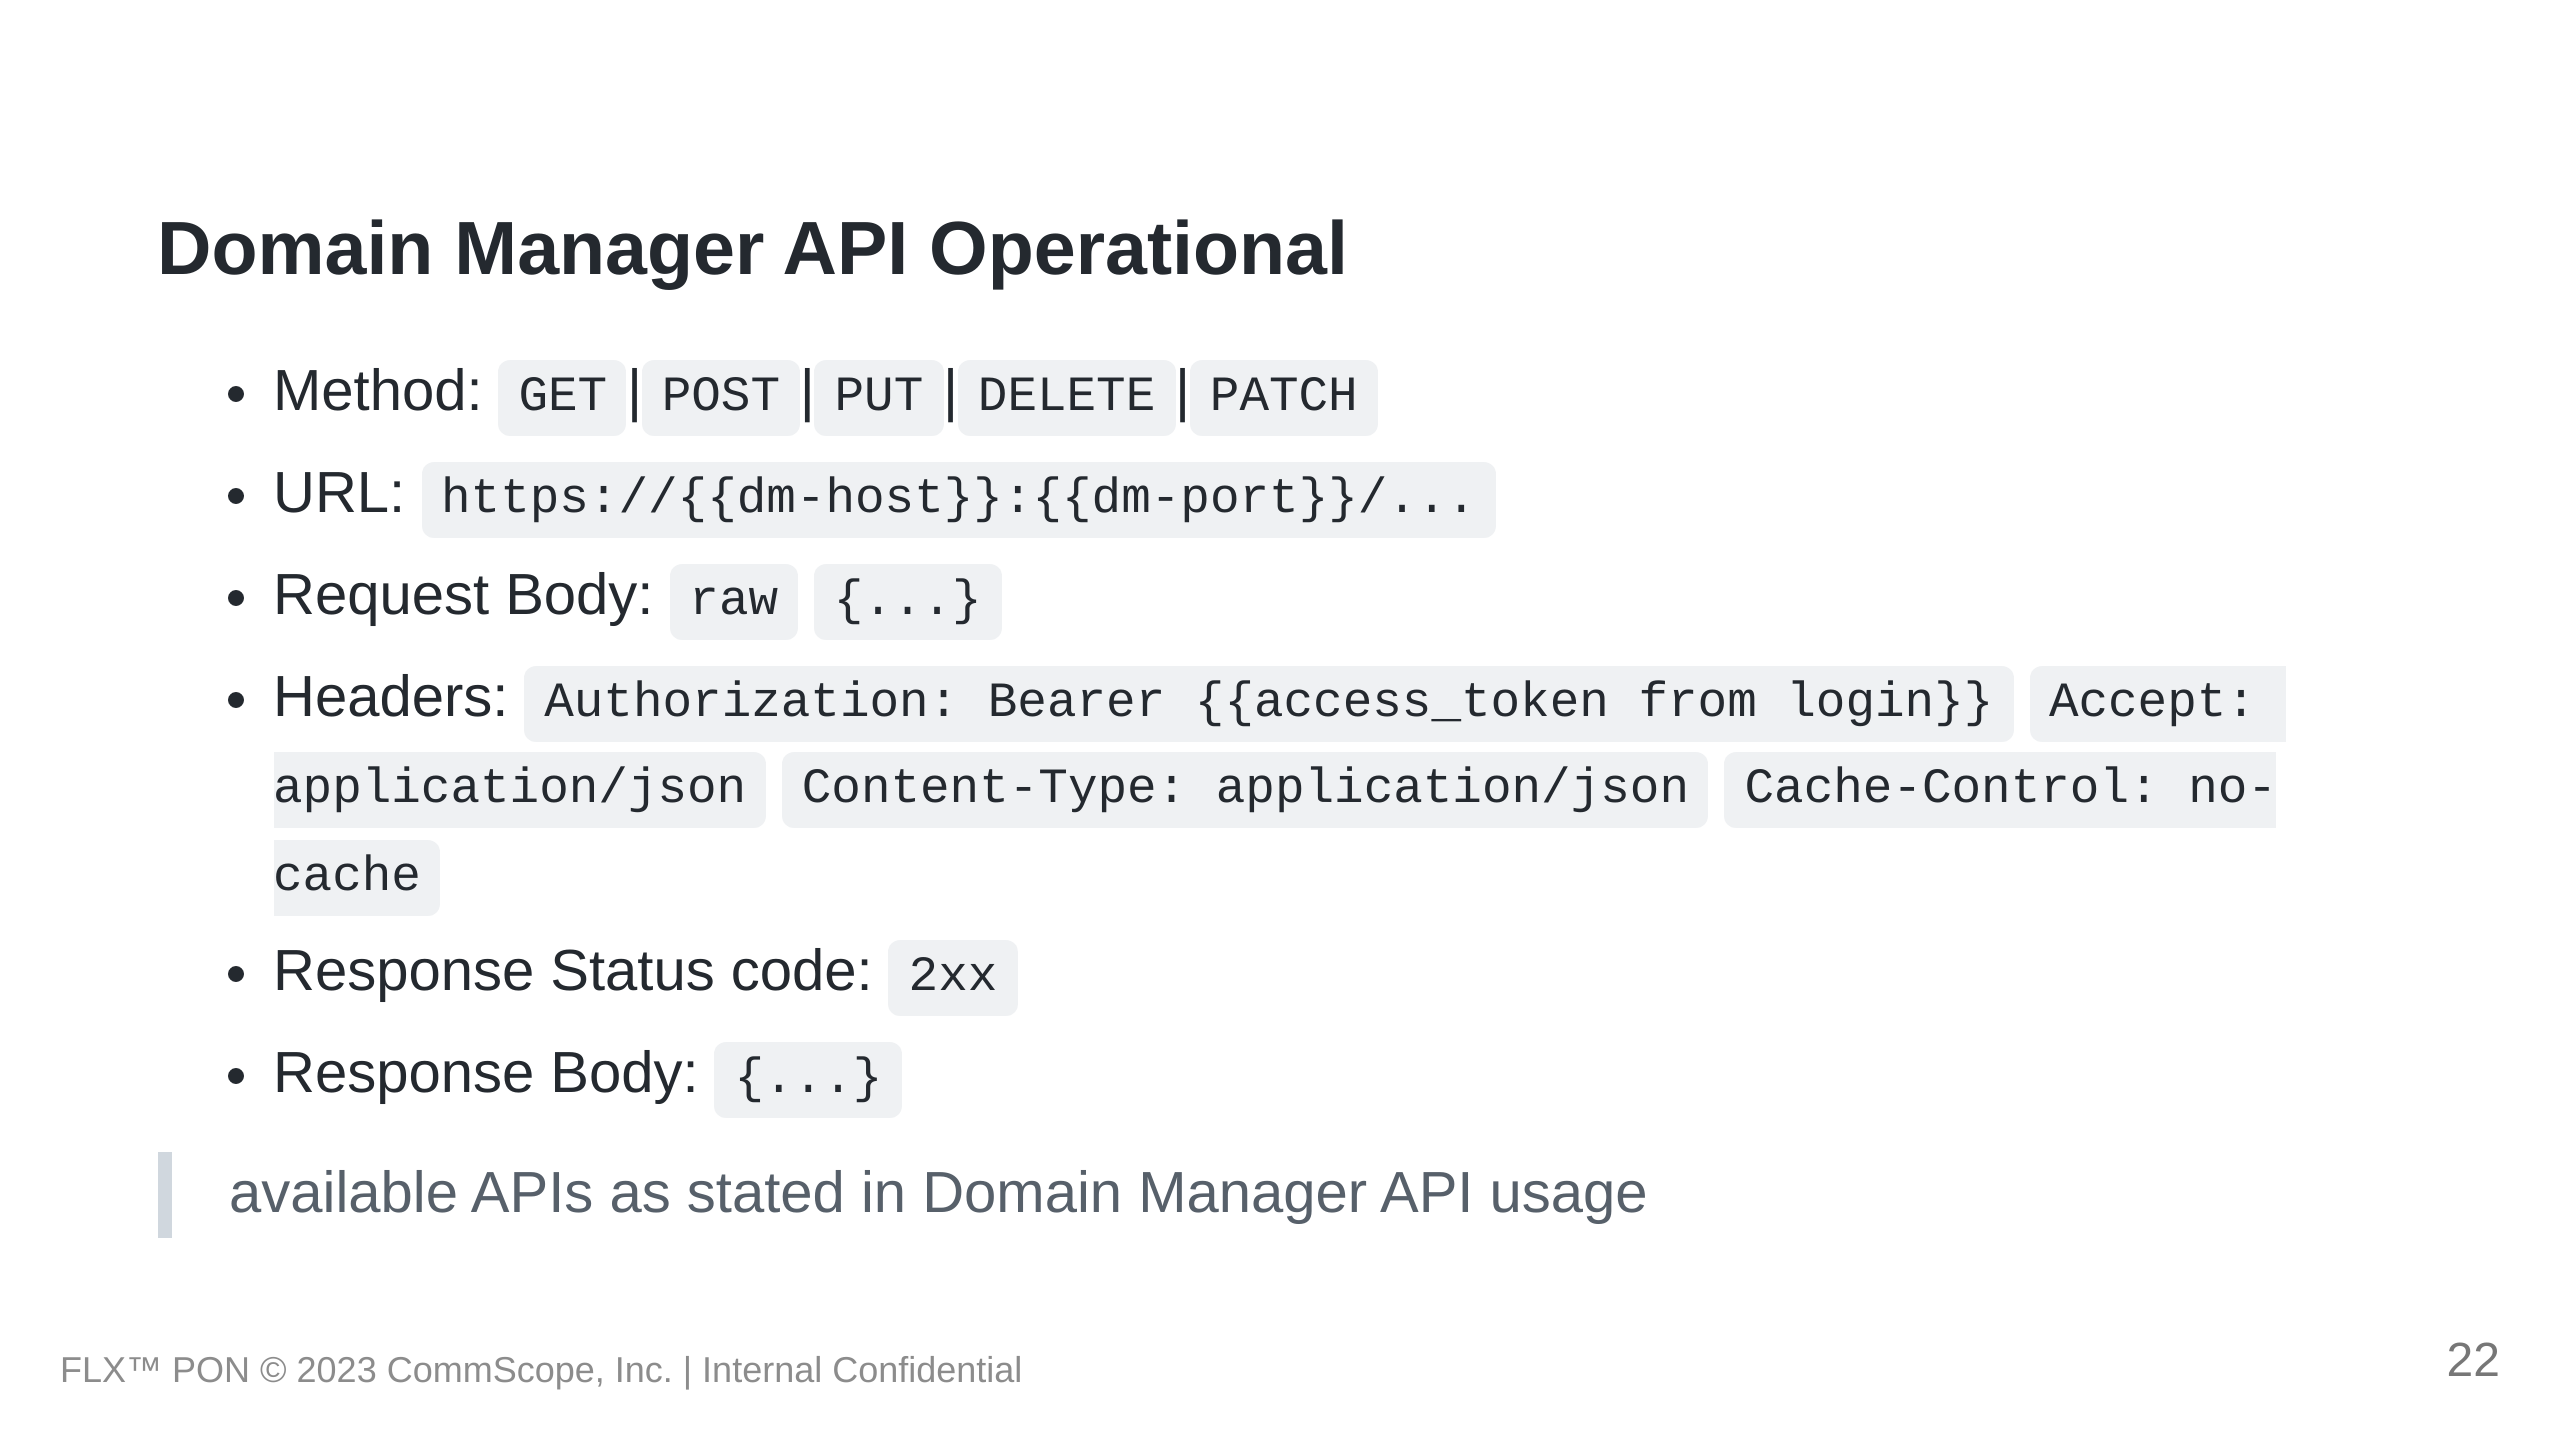 Domain Manager API Operational
• Method: GET|POST|PUT|DELETE|PATCH
• URL: https://{{dm-host}}:{{dm-port}}/...
• Request Body: raw {...}
• Headers: Authorization: Bearer {{access_token from login}} Accept:
application/json Content-Type: application/json Cache-Control: no-
cache
• Response Status code: 2xx
• Response Body: {...}
available APIs as stated in Domain Manager API usage
FLX™ PON © 2023 CommScope, Inc. | Internal Confidential
22